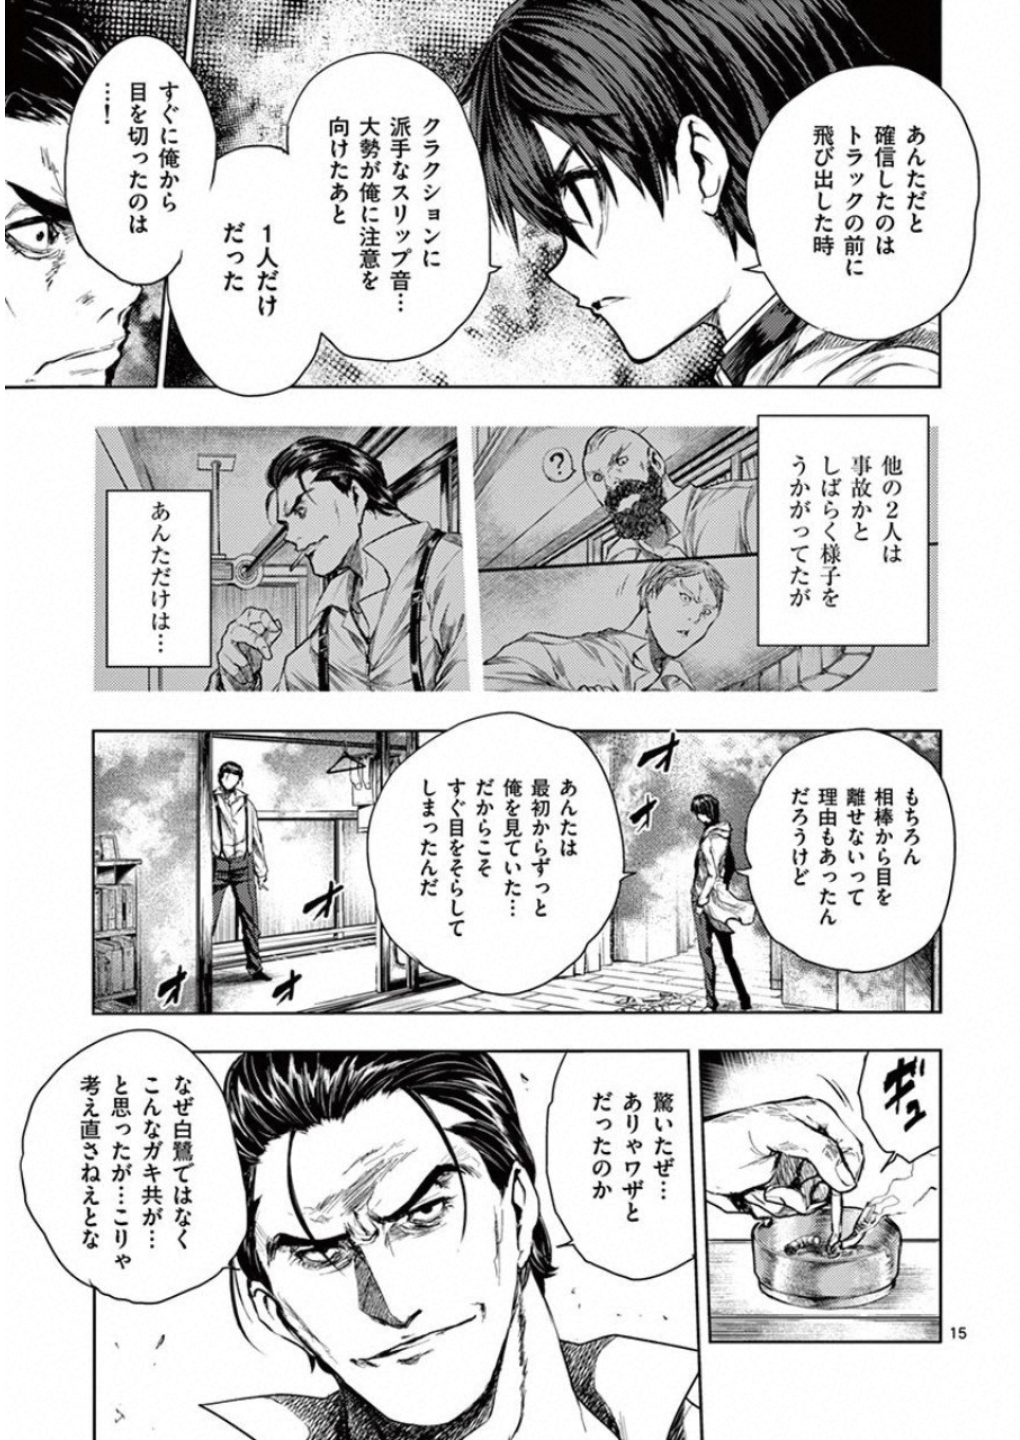 あんただと
確信したのは
トラックの前に
飛び出した時
クラクションに
派手なスリップ音…
大勢が俺に注意を
向けたあと
1人だけ
だった
すぐに俺から
目を切ったのは
…！
他の2人は
事故かと
しばらく様子を
うかがってたが
?
あんただけは…
もちろん
相棒から目を
離せないって
理由もあったん
だろうけど
あんたは
最初からずっと
俺を見ていた…
だからこそ
すぐ目をそらして
しまったんだ
オ
オ
オ
オ
ギュ
驚いたぜ…
ありゃワザと
だったのか
なぜ白鷺ではなく
こんなガキ共が…
と思ったが…こりゃ
考え直さねえとな
15